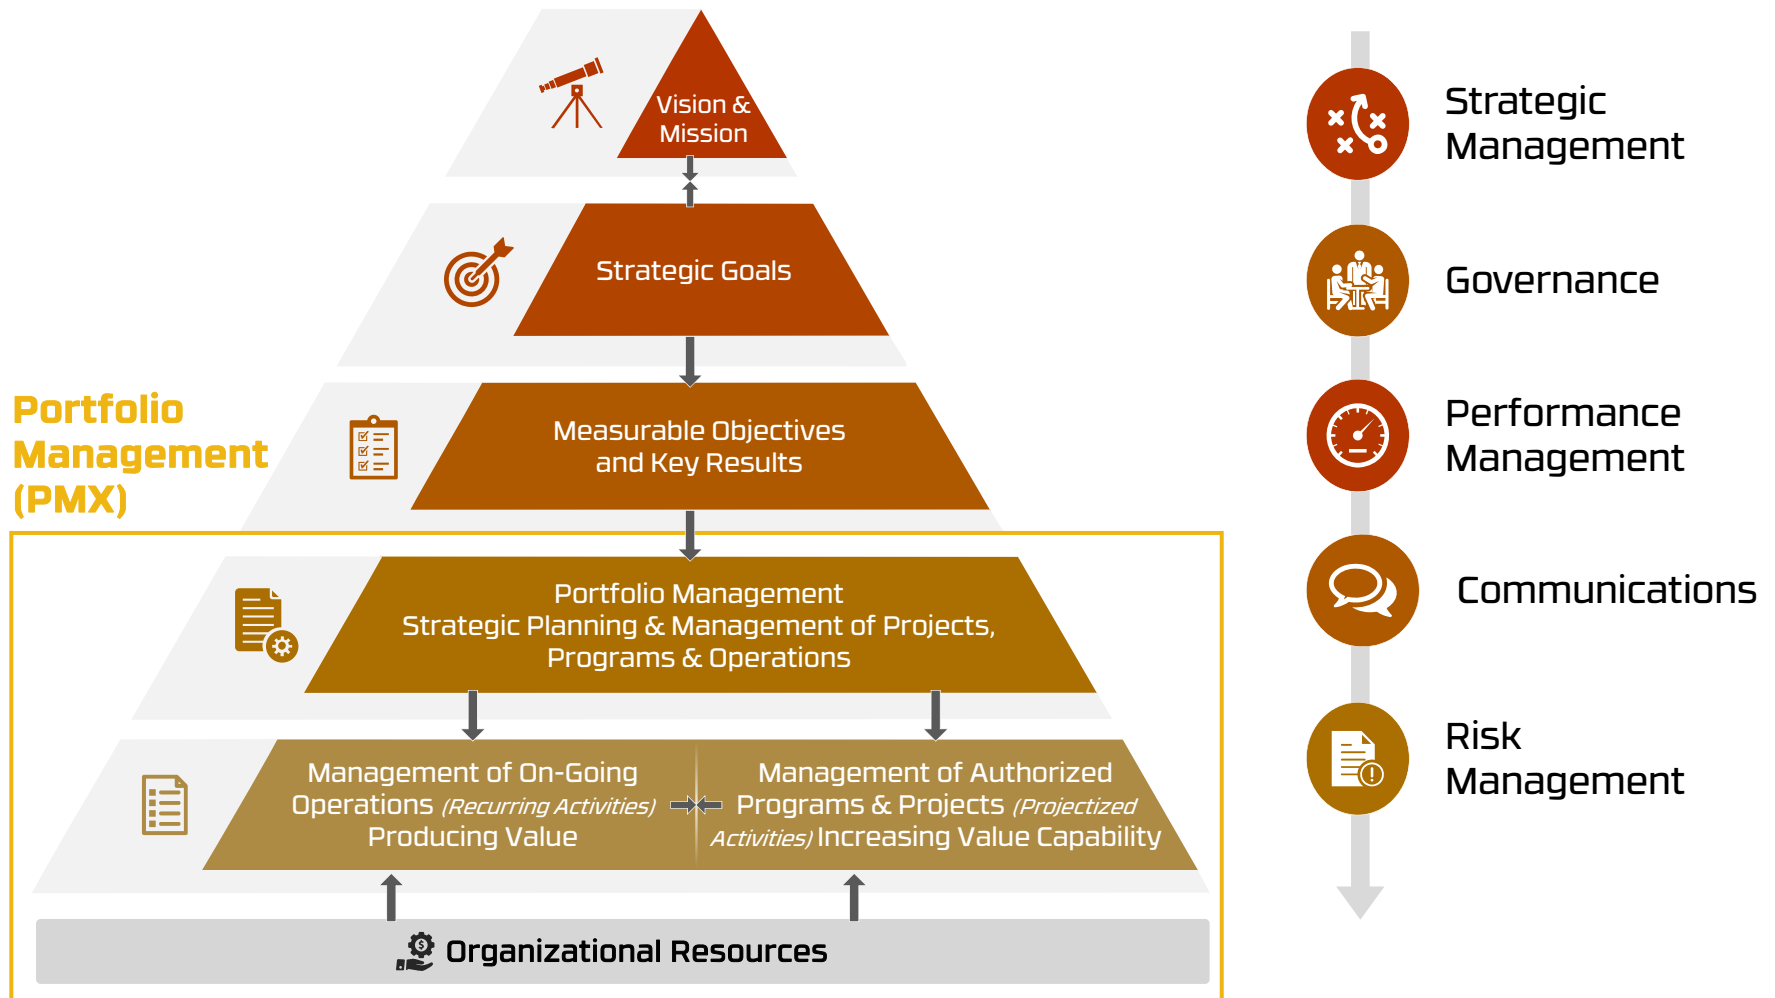 Vision &
Mission
Strategic Goals
Portfolio
Management
(PMX)
Measurable Objectives
and Key Results
Portfolio Management
Strategic Planning & Management of Projects,
Programs & Operations
Management of On-Going
Operations (Recurring Activities)
Producing Value
Management of Authorized
Programs & Projects (Projectized
Activities) Increasing Value Capability
Organizational Resources
Strategic
Management
Governance
Performance
Management
Communications
Risk
Management